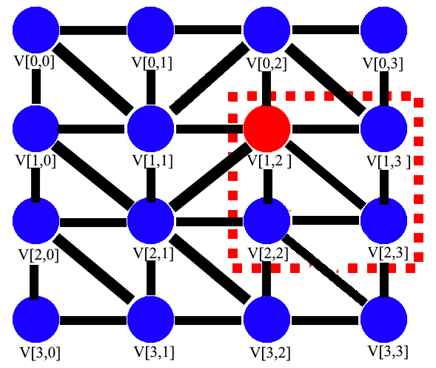 V[0,0] V[0,1] V[0,2] V[0,3]
V[1,0] V[1,1] V[1,2 ] V[1,3 ]
V[2,0] V[2,1] V[2,2] V[2,3]
V[3,0] V[3,1] V[3,2] V[3,3]